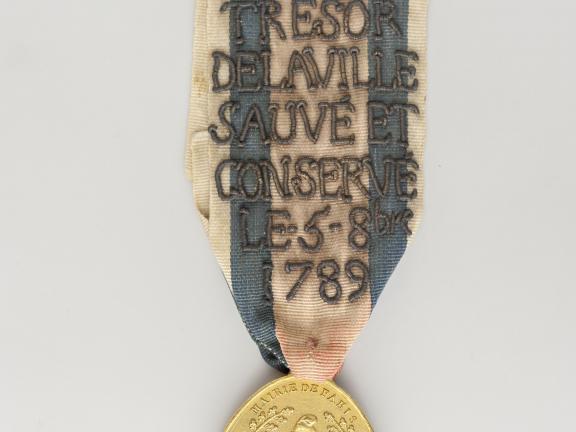 TRESOR
DELAVILLE
SAUVÉ ET
CONSERVÉ
LE-5-8bre
1789
MAIRIE DE PARIS